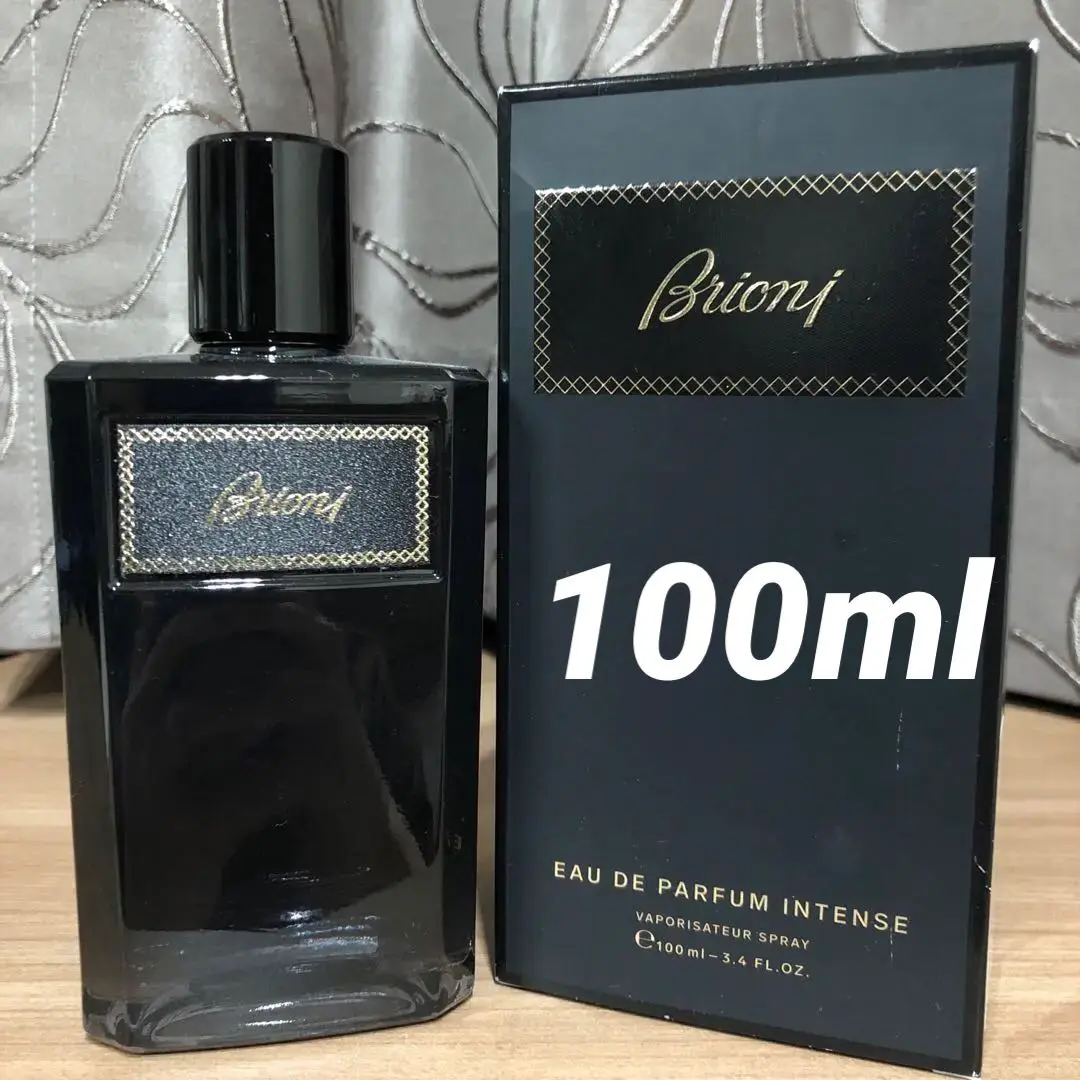 Brioni
Brioni
100ml
EAU DE PARFUM INTENSE
VAPORISATEUR SPRAY
℮100 ml – 3.4 FL.OZ.